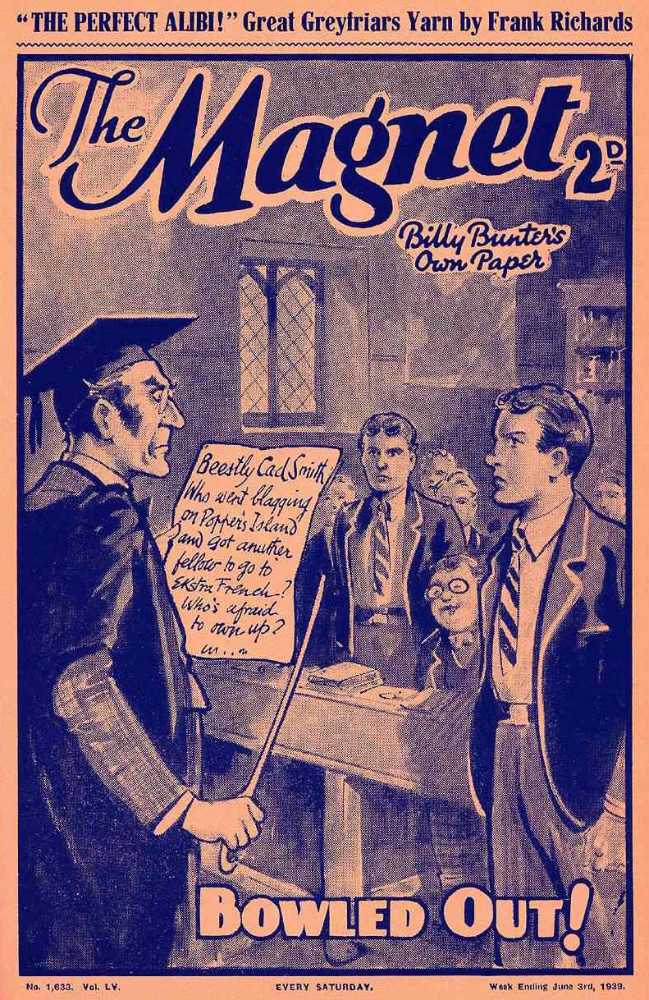 “THE PERFECT ALIBI!” Great Greyfriars Yarn by Frank Richards
The Magnet 2D
Billy Bunter's
Own Paper
Beestly Cad Smith
Who went blagging
on Popper's Island
and got anuther
fellow to go to
Ekstra French?
Who's afraid
to own up?
BOWLED OUT!
No. 1,633. Vol. LV.
EVERY SATURDAY.
Week Ending June 3rd, 1939.